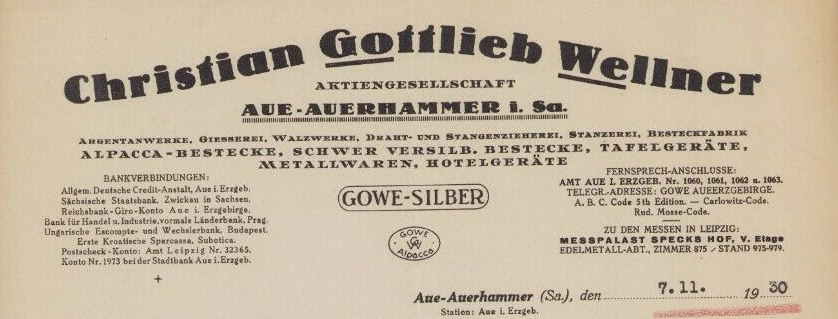 Christian Gottlieb Wellner
AKTIENGESELLSCHAFT
AUE-AUERHAMMER i. Sa.
ARGENTANWERKE, GIESSEREI, WALZWERKE, DRAHT- UND STANGENZIEHEREI, STANZEREI, BESTECKFABRIK
ALPACCA-BESTECKE, SCHWER VERSILB. BESTECKE, TAFELGERÄTE,
METALLWAREN, HOTELGERÄTE
BANKVERBINDUNGEN:
Allgem. Deutsche Credit-Anstalt, Aue i. Erzgeb.
Sächsische Staatsbank, Zwickau in Sachsen.
Reichsbank-Giro-Konto Aue i. Erzgebirge.
Bank für Handel u. Industrie, vormals Länderbank, Prag.
Ungarische Escompte- und Wechslerbank, Budapest.
Erste Kroatische Sparcassa, Subotica.
Postscheck-Konto: Amt Leipzig Nr. 32365.
Konto Nr. 1973 bei der Stadtbank Aue i. Erzgeb.
+
GOWE-SILBER
GOWE
W
Alpacca
FERNSPRECH-ANSCHLÜSSE:
AMT AUE I. ERZGEB. Nr. 1060, 1061, 1062 u. 1063.
TELEGR.-ADRESSE: GOWE AUEERZGEBIRGE.
A. B. C. Code 5th Edition. — Carlowitz-Code.
Rud. Mosse-Code.
ZU DEN MESSEN IN LEIPZIG:
MESSPALAST SPECKS HOF, V. Etage
EDELMETALL-ABT., ZIMMER 875 / STAND 975-979.
Aue-Auerhammer (Sa.), den 7.11. 19 30
Station: Aue i. Erzgeb.